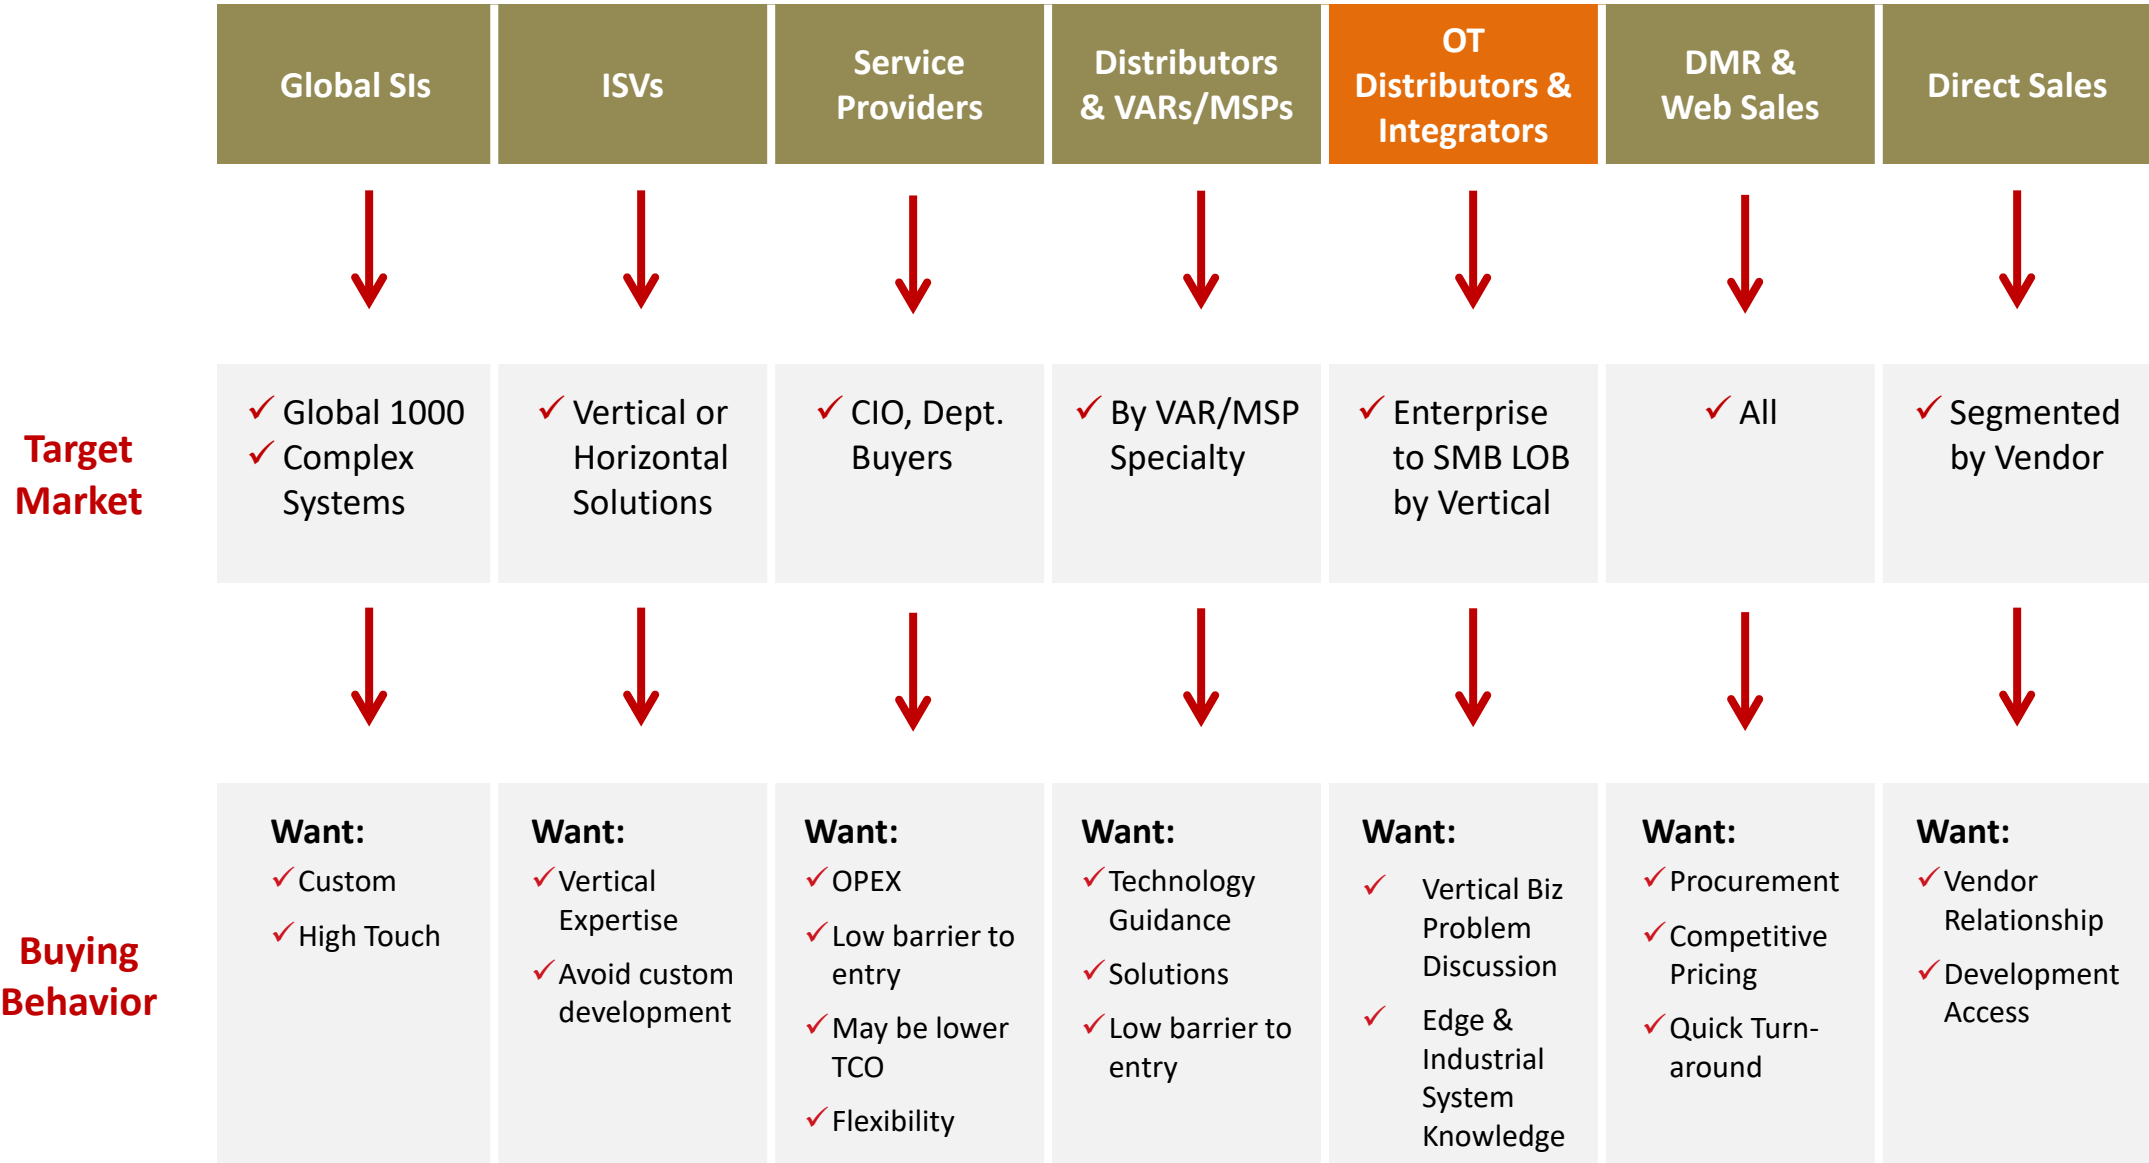 Global SIs
ISVs
Service
Providers
Distributors
& VARs/MSPs
OT
Distributors &
Integrators
DMR &
Web Sales
Direct Sales
Target
Market
Global 1000
Complex
Systems
Vertical or
Horizontal
Solutions
CIO, Dept.
Buyers
By VAR/MSP
Specialty
Enterprise
to SMB LOB
by Vertical
All
Segmented
by Vendor
Buying
Behavior
Want:
Custom
High Touch
Want:
Vertical
Expertise
Avoid custom
development
Want:
OPEX
Low barrier to
entry
May be lower
TCO
Flexibility
Want:
Technology
Guidance
Solutions
Low barrier to
entry
Want:
Vertical Biz
Problem
Discussion
Edge &
Industrial
System
Knowledge
Want:
Procurement
Competitive
Pricing
Quick Turn-
around
Want:
Vendor
Relationship
Development
Access